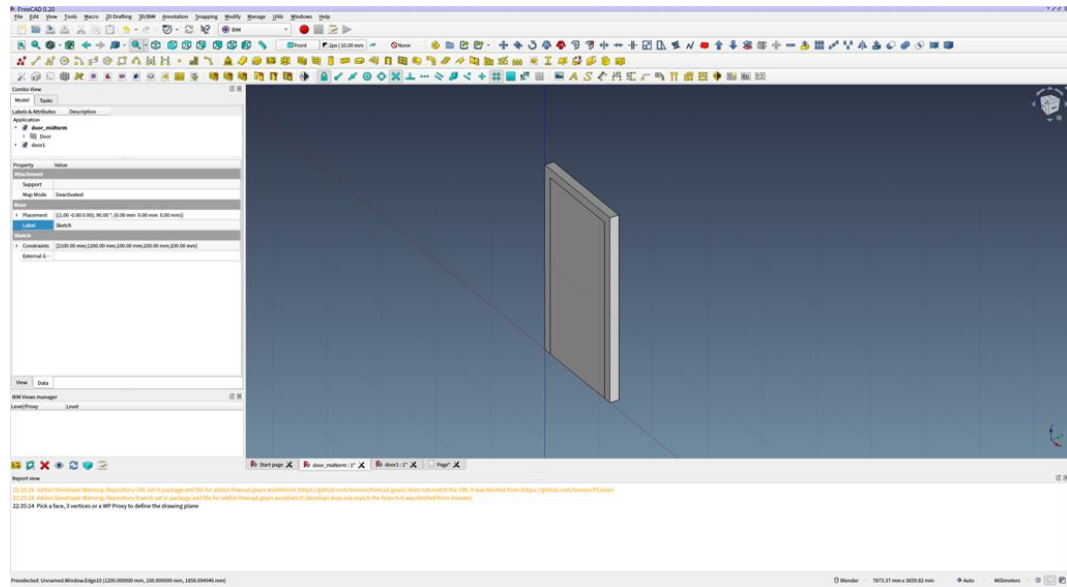 FreeCAD 0.20
File Edit View Tools Macro 2D Drafting 3D/BIM Annotation Snapping Modify Manage Utils Windows Help
BIM
Front 2px|10.00 mm None
Combo View
Model Tasks
Labels & Attributes Description
Application
door_midterm
Door
door1
Property Value
Attachment
Support
Map Mode Deactivated
Base
Placement [(1.00 -0.00 0.00); 90.00 °; (0.00 mm 0.00 mm 0.00 mm)]
Label Sketch
Sketch
Constraints [2100.00 mm;1200.00 mm;100.00 mm;100.00 mm;100.00 mm]
External G···
View Data
BIM Views manager
Level/Proxy Level
Start page door_midterm : 1* door1 : 1* Page*
Report view
22:35:14 Pick a face, 3 vertices or a WP Proxy to define the drawing plane
Preselected: Unnamed.Window.Edge10 (1200.000000 mm, 100.000000 mm, 1858.694946 mm)
Blender 7873.37 mm x 3659.82 mm Auto Millimeters